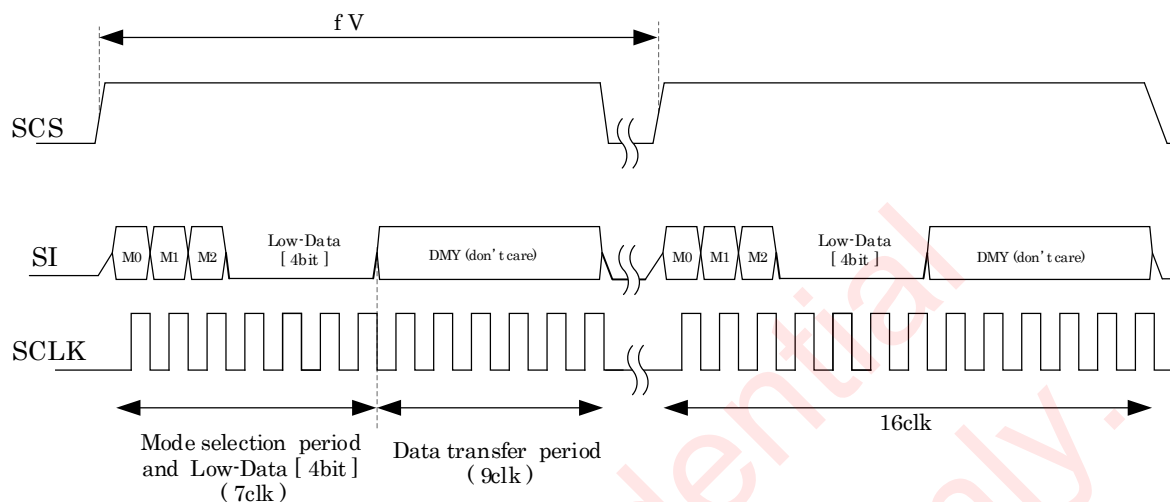 fV
SCS
SI
M0 M1 M2 Low-Data [4bit] DMY (don't care) M0 M1 M2 Low-Data [4bit] DMY (don't care)
SCLK
Mode selection period and Low-Data [4bit] (7clk)
Data transfer period (9clk)
16clk